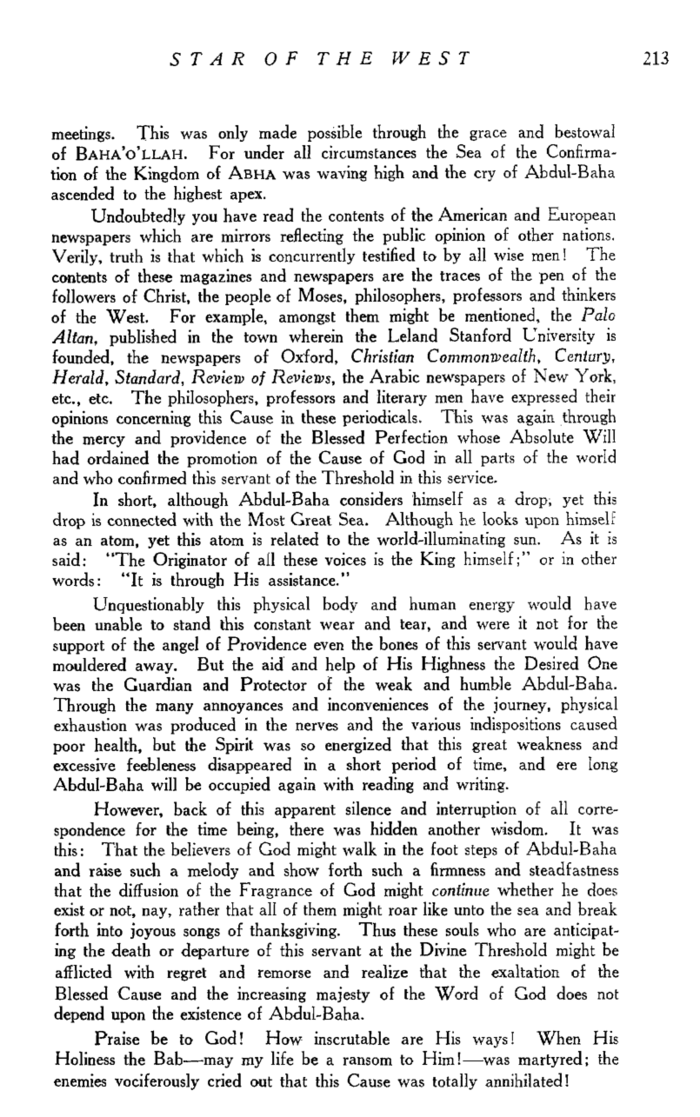 STAR OF THE WEST 213
meetings. This was only made possible through the grace and bestowal
of BAHA'O'LLAH. For under all circumstances the Sea of the Confirma-
tion of the Kingdom of ABHA was waving high and the cry of Abdul-Baha
ascended to the highest apex.
Undoubtedly you have read the contents of the American and European
newspapers which are mirrors reflecting the public opinion of other nations.
Verily, truth is that which is concurrently testified to by all wise men! The
contents of these magazines and newspapers are the traces of the pen of the
followers of Christ, the people of Moses, philosophers, professors and thinkers
of the West. For example, amongst them might be mentioned, the Palo
Altan, published in the town wherein the Leland Stanford University is
founded, the newspapers of Oxford, Christian Commonwealth, Century,
Herald, Standard, Review of Reviews, the Arabic newspapers of New York,
etc., etc. The philosophers, professors and literary men have expressed their
opinions concerning this Cause in these periodicals. This was again through
the mercy and providence of the Blessed Perfection whose Absolute Will
had ordained the promotion of the Cause of God in all parts of the world
and who confirmed this servant of the Threshold in this service.
In short, although Abdul-Baha considers himself as a drop, yet this
drop is connected with the Most Great Sea. Although he looks upon himself
as an atom, yet this atom is related to the world-illuminating sun. As it is
said: "The Originator of all these voices is the King himself;" or in other
words: "It is through His assistance."
Unquestionably this physical body and human energy would have
been unable to stand this constant wear and tear, and were it not for the
support of the angel of Providence even the bones of this servant would have
mouldered away. But the aid and help of His Highness the Desired One
was the Guardian and Protector of the weak and humble Abdul-Baha.
Through the many annoyances and inconveniences of the journey, physical
exhaustion was produced in the nerves and the various indispositions caused
poor health, but the Spirit was so energized that this great weakness and
excessive feebleness disappeared in a short period of time, and ere long
Abdul-Baha will be occupied again with reading and writing.
However, back of this apparent silence and interruption of all corre-
spondence for the time being, there was hidden another wisdom. It was
this: That the believers of God might walk in the foot steps of Abdul-Baha
and raise such a melody and show forth such a firmness and steadfastness
that the diffusion of the Fragrance of God might continue whether he does
exist or not, nay, rather that all of them might roar like unto the sea and break
forth into joyous songs of thanksgiving. Thus these souls who are anticipat-
ing the death or departure of this servant at the Divine Threshold might be
afflicted with regret and remorse and realize that the exaltation of the
Blessed Cause and the increasing majesty of the Word of God does not
depend upon the existence of Abdul-Baha.
Praise be to God! How inscrutable are His ways! When His
Holiness the Bab—may my life be a ransom to Him!—was martyred; the
enemies vociferously cried out that this Cause was totally annihilated!